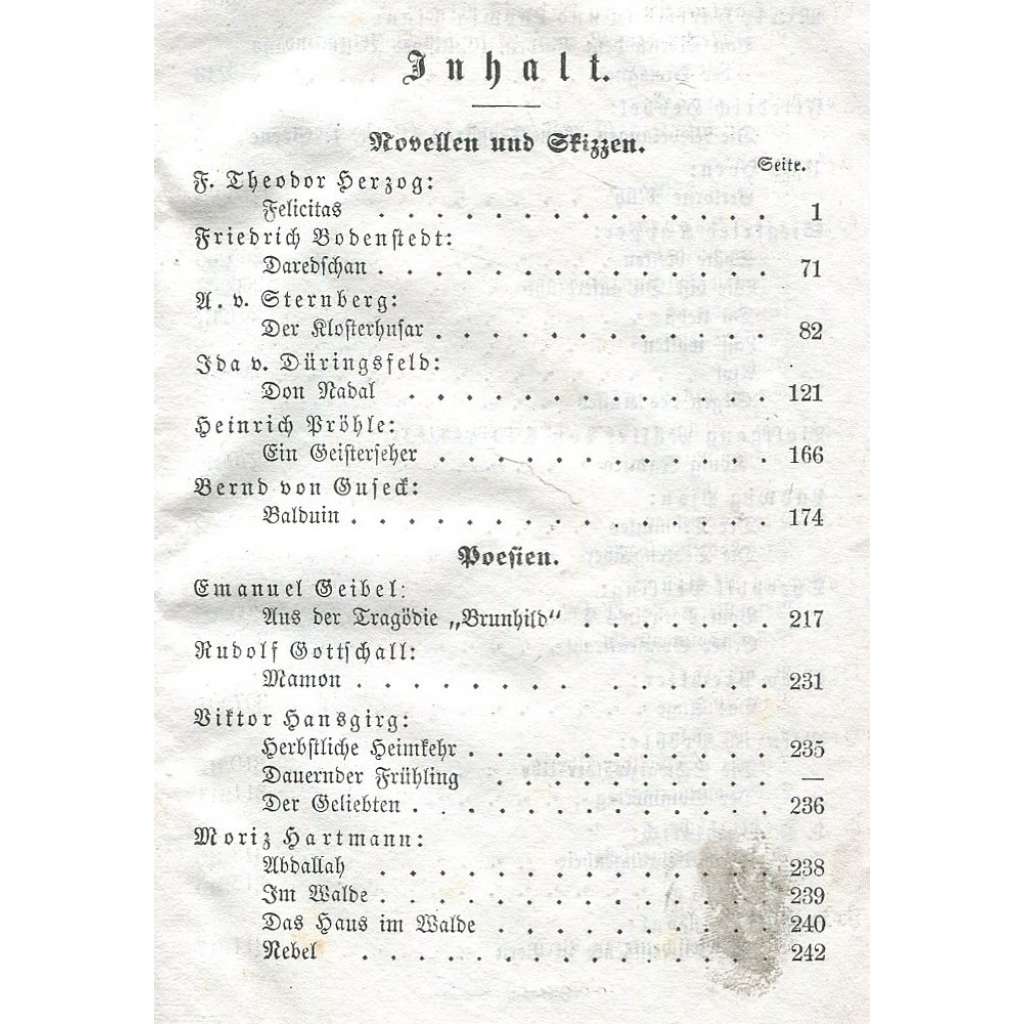 Inhalt.
Novellen und Skizzen.
Seite.
F. Theodor Herzog:
Felicitas . . . . . . . . . . . . . . 1
Friedrich Bodenstedt:
Daredschan . . . . . . . . . . . . . . 71
A. v. Sternberg:
Der Klosterhusar . . . . . . . . . . . . 82
Ida v. Düringsfeld:
Don Nadal . . . . . . . . . . . . . 121
Heinrich Pröhle:
Ein Geisterseher . . . . . . . . . . . . 166
Bernd von Guseck:
Balduin . . . . . . . . . . . . . . . 174
Poesien.
Emanuel Geibel:
Aus der Tragödie „Brunhild“ . . . . . . . 217
Rudolf Gottschall:
Mamon . . . . . . . . . . . . . . 231
Viktor Hansgirg:
Herbstliche Heimkehr . . . . . . . . . . . 235
Dauernder Frühling . . . . . . . . . . —
Der Geliebten . . . . . . . . . . . . . 236
Moriz Hartmann:
Abdallah . . . . . . . . . . . . . . 238
Im Walde . . . . . . . . . . . . . . 239
Das Haus im Walde . . . . . . . . . . 240
Nebel . . . . . . . . . . . . . . 242